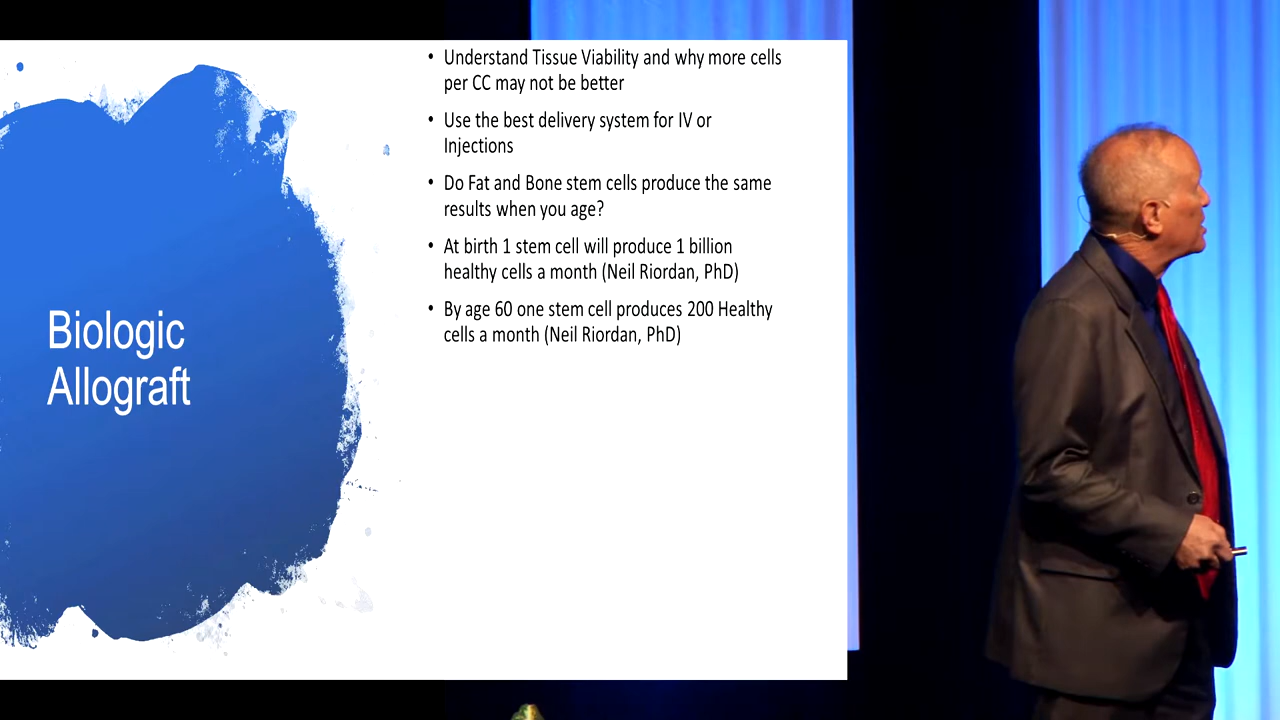 Biologic
Allograft
• Understand Tissue Viability and why more cells
per CC may not be better
• Use the best delivery system for IV or
Injections
• Do Fat and Bone stem cells produce the same
results when you age?
• At birth 1 stem cell will produce 1 billion
healthy cells a month (Neil Riordan, PhD)
• By age 60 one stem cell produces 200 Healthy
cells a month (Neil Riordan, PhD)